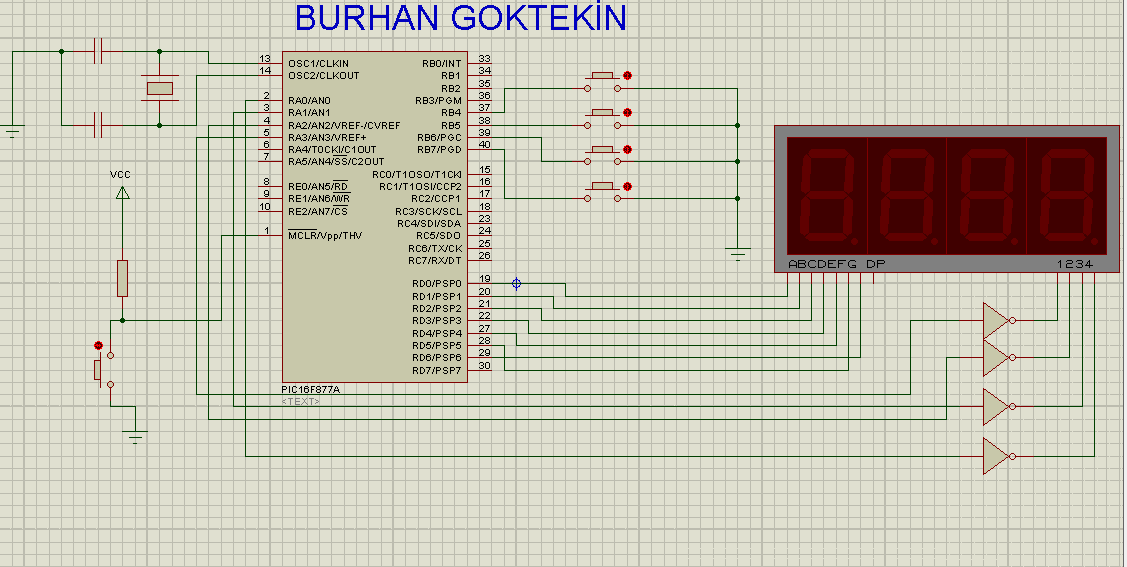 BURHAN GOKTEKİN
13 OSC1/CLKIN RB0/INT 33
14 OSC2/CLKOUT RB1 34
RB2 35
2 RA0/AN0 RB3/PGM 36
3 RA1/AN1 RB4 37
4 RA2/AN2/VREF-/CVREF RB5 38
5 RA3/AN3/VREF+ RB6/PGC 39
6 RA4/T0CKI/C1OUT RB7/PGD 40
7 RA5/AN4/SS/C2OUT
RC0/T1OSO/T1CKI 15
8 RE0/AN5/RD RC1/T1OSI/CCP2 16
9 RE1/AN6/WR RC2/CCP1 17
10 RE2/AN7/CS RC3/SCK/SCL 18
RC4/SDI/SDA 23
1 MCLR/Vpp/THV RC5/SDO 24
RC6/TX/CK 25
RC7/RX/DT 26
RD0/PSP0 19
RD1/PSP1 20
RD2/PSP2 21
RD3/PSP3 22
RD4/PSP4 27
RD5/PSP5 28
RD6/PSP6 29
RD7/PSP7 30
PIC16F877A
<TEXT>
VCC
ABCDEFG DP 1234